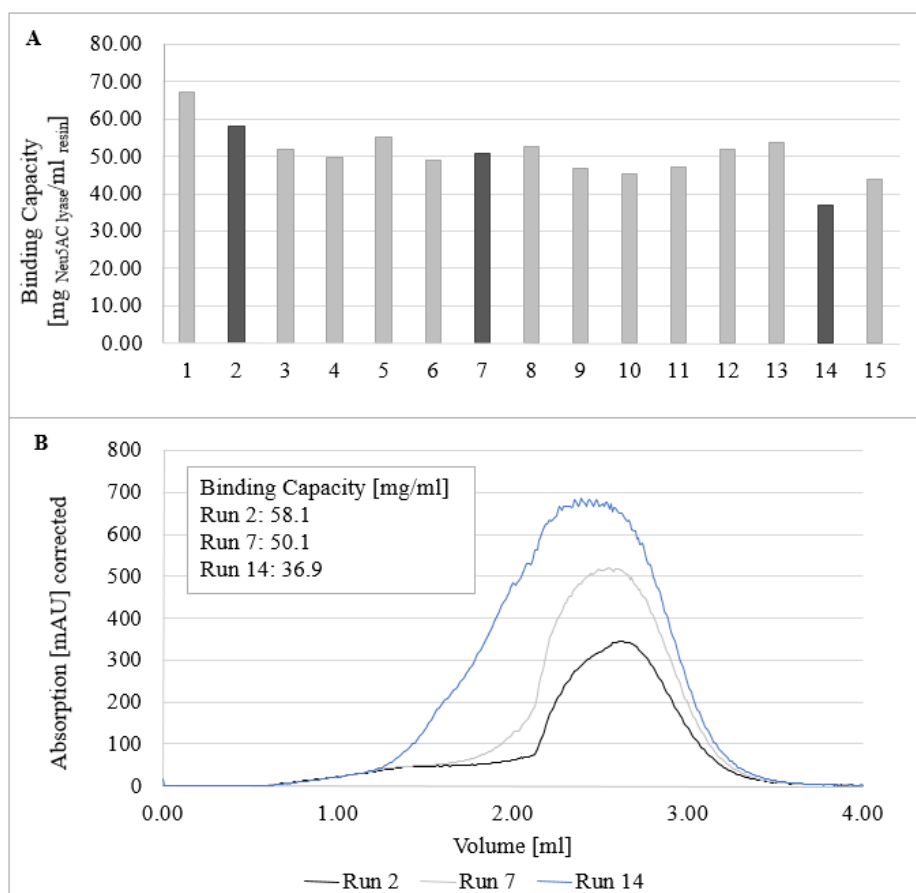 A
80.00
70.00
60.00
50.00
40.00
30.00
20.00
10.00
0.00
Binding Capacity
[mg Neu5AC lyase/ml resin]
1 2 3 4 5 6 7 8 9 10 11 12 13 14 15
B
800
700
600
500
400
300
200
100
0
Absorption [mAU] corrected
Binding Capacity [mg/ml]
Run 2: 58.1
Run 7: 50.1
Run 14: 36.9
0.00 1.00 2.00 3.00 4.00
Volume [ml]
Run 2 Run 7 Run 14